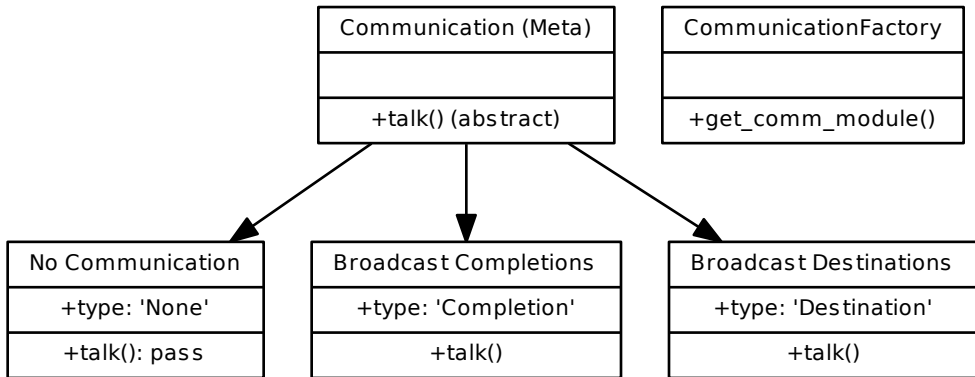 Communication (Meta)
+talk() (abstract)
CommunicationFactory
+get_comm_module()
No Communication
+type: 'None'
+talk(): pass
Broadcast Completions
+type: 'Completion'
+talk()
Broadcast Destinations
+type: 'Destination'
+talk()